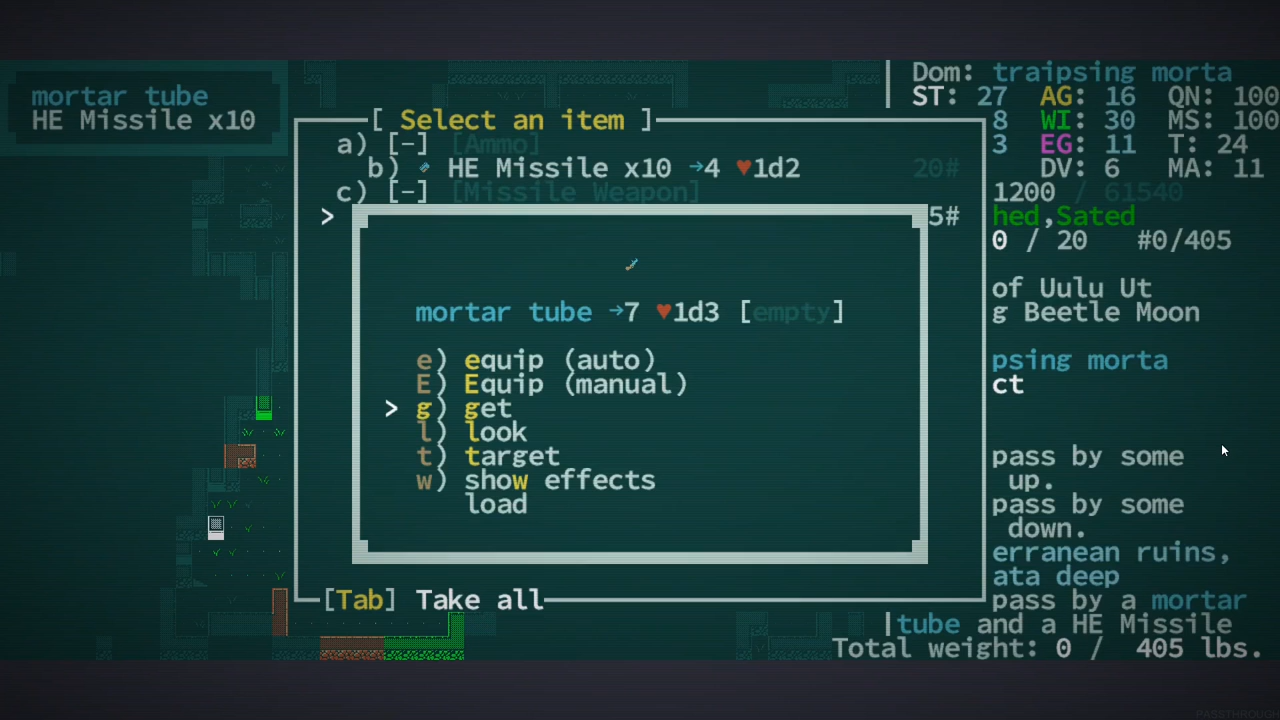 mortar tube
HE Missile x10
[ Select an item ]
a) [-] [Ammo]
b) HE Missile x10 →4 ♥1d2 20#
c) [-] [Missile Weapon]
> 5#
mortar tube →7 ♥1d3 [empty]
e) equip (auto)
E) Equip (manual)
> g) get
l) look
t) target
w) show effects
load
[Tab] Take all
Dom: traipsing morta
ST: 27 AG: 16 QN: 100
8 WI: 30 MS: 100
3 EG: 11 T: 24
DV: 6 MA: 11
1200 / 61540
hed,Sated
0 / 20 #0/405
of Uulu Ut
g Beetle Moon
psing morta
ct
pass by some
up.
pass by some
down.
erranean ruins,
ata deep
pass by a mortar
tube and a HE Missile
Total weight: 0 / 405 lbs.